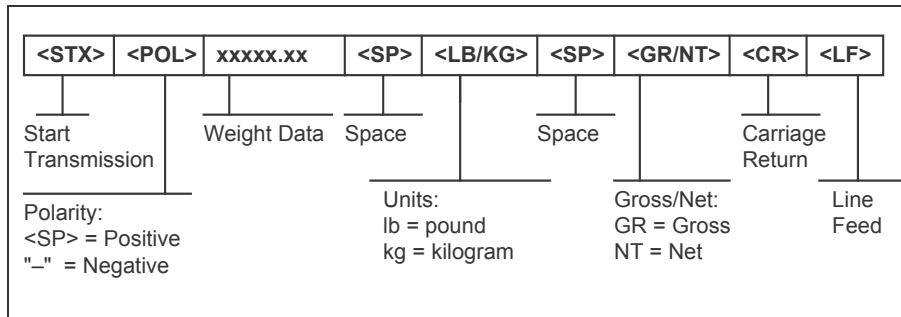 <STX> <POL> xxxxx.xx <SP> <LB/KG> <SP> <GR/NT> <CR> <LF>
Start
Transmission
Weight Data
Space
Space
Carriage
Return
Polarity:
<SP> = Positive
"–" = Negative
Units:
lb = pound
kg = kilogram
Gross/Net:
GR = Gross
NT = Net
Line
Feed